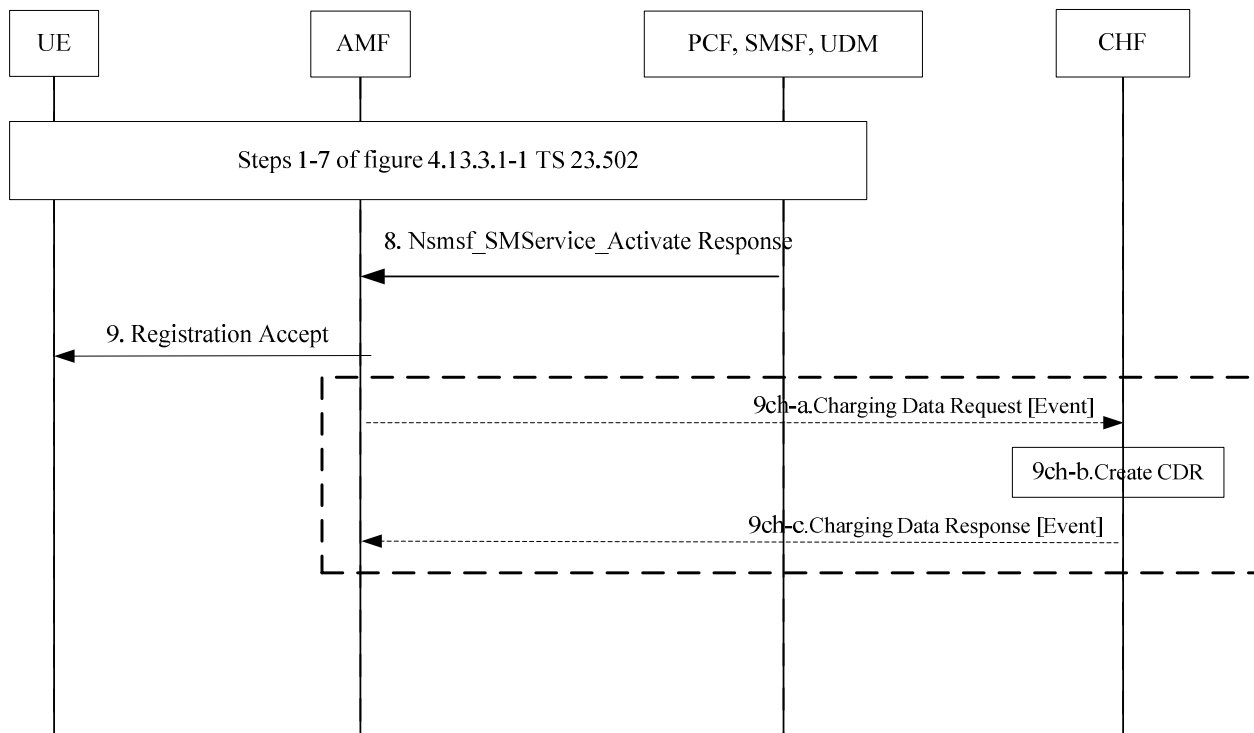 UE
AMF
PCF, SMSF, UDM
CHF
Steps 1-7 of figure 4.13.3.1-1 TS 23.502
8. Nsmsf_SMService_Activate Response
9. Registration Accept
9ch-a.Charging Data Request [Event]
9ch-b.Create CDR
9ch-c.Charging Data Response [Event]